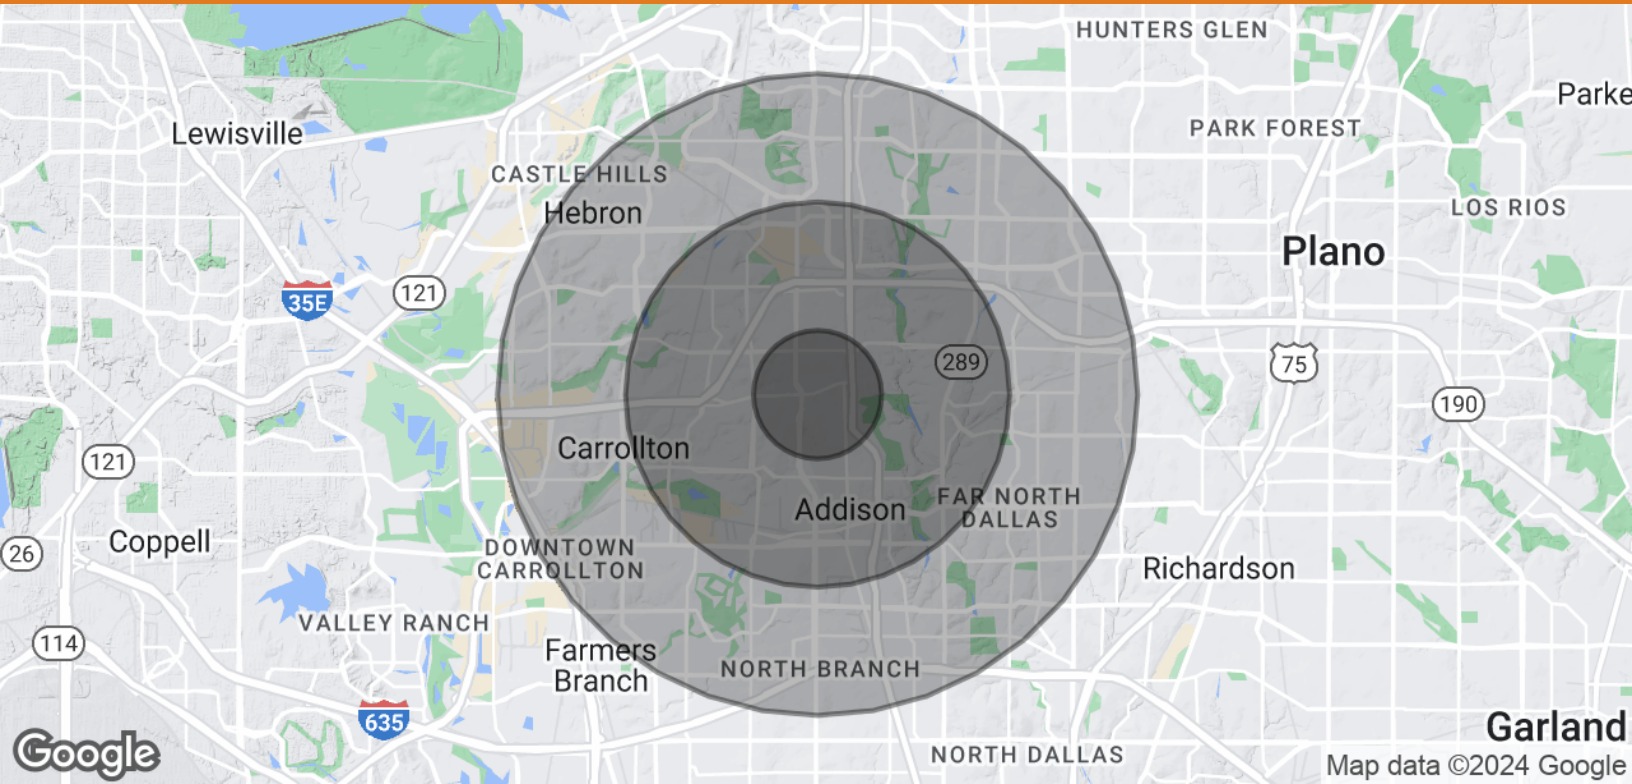 HUNTERS GLEN
Parke
PARK FOREST
Lewisville
CASTLE HILLS
Hebron
LOS RIOS
Plano
121
35E
289
75
190
Carrollton
121
FAR NORTH
DALLAS
Addison
Coppell
26
DOWNTOWN
CARROLLTON
Richardson
VALLEY RANCH
114
Farmers
Branch
NORTH BRANCH
635
Garland
Google
NORTH DALLAS
Map data ©2024 Google